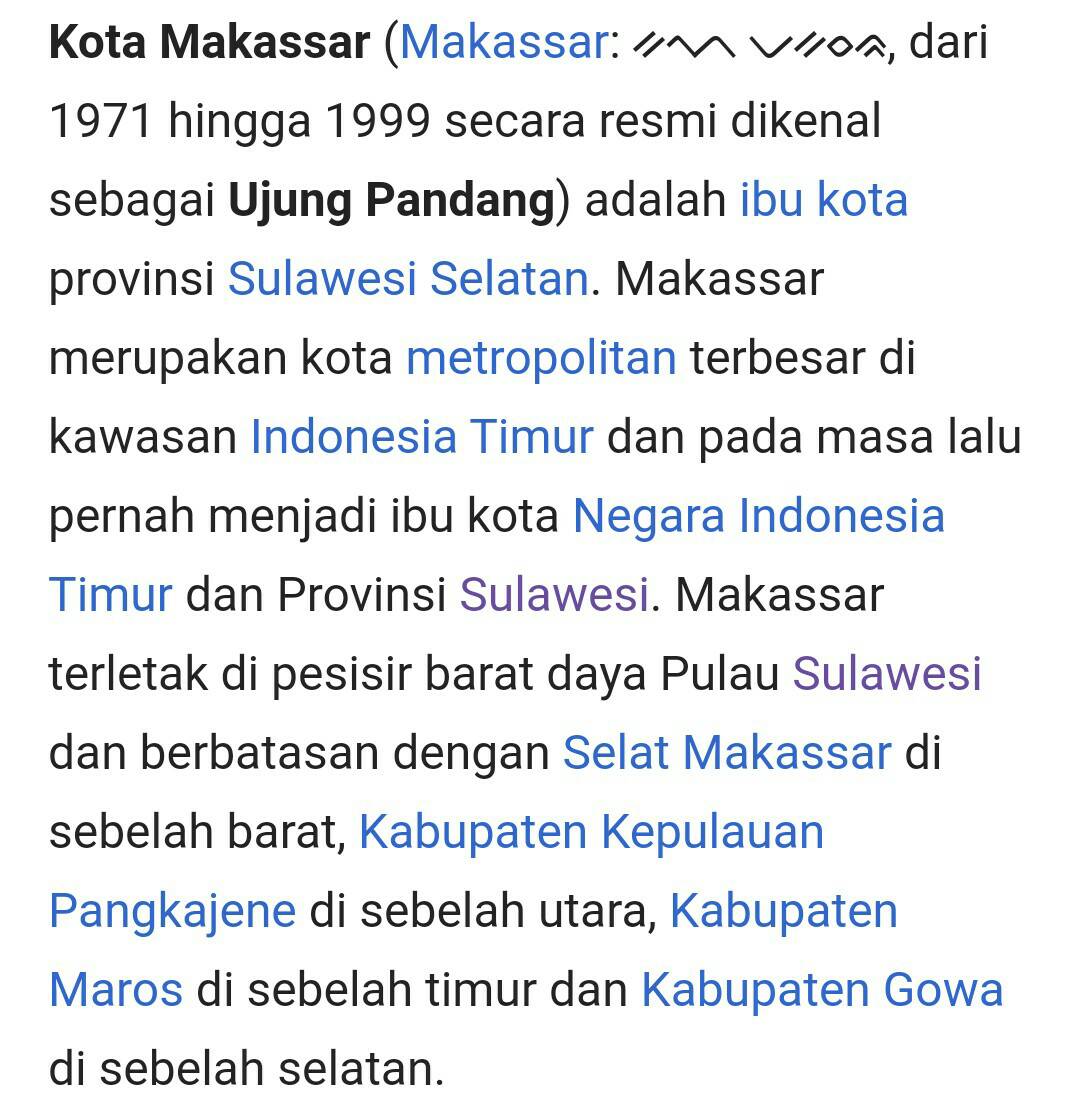 Kota Makassar (Makassar: ᨀᨚᨈ ᨆᨀᨔᨑ, dari
1971 hingga 1999 secara resmi dikenal
sebagai Ujung Pandang) adalah ibu kota
provinsi Sulawesi Selatan. Makassar
merupakan kota metropolitan terbesar di
kawasan Indonesia Timur dan pada masa lalu
pernah menjadi ibu kota Negara Indonesia
Timur dan Provinsi Sulawesi. Makassar
terletak di pesisir barat daya Pulau Sulawesi
dan berbatasan dengan Selat Makassar di
sebelah barat, Kabupaten Kepulauan
Pangkajene di sebelah utara, Kabupaten
Maros di sebelah timur dan Kabupaten Gowa
di sebelah selatan.